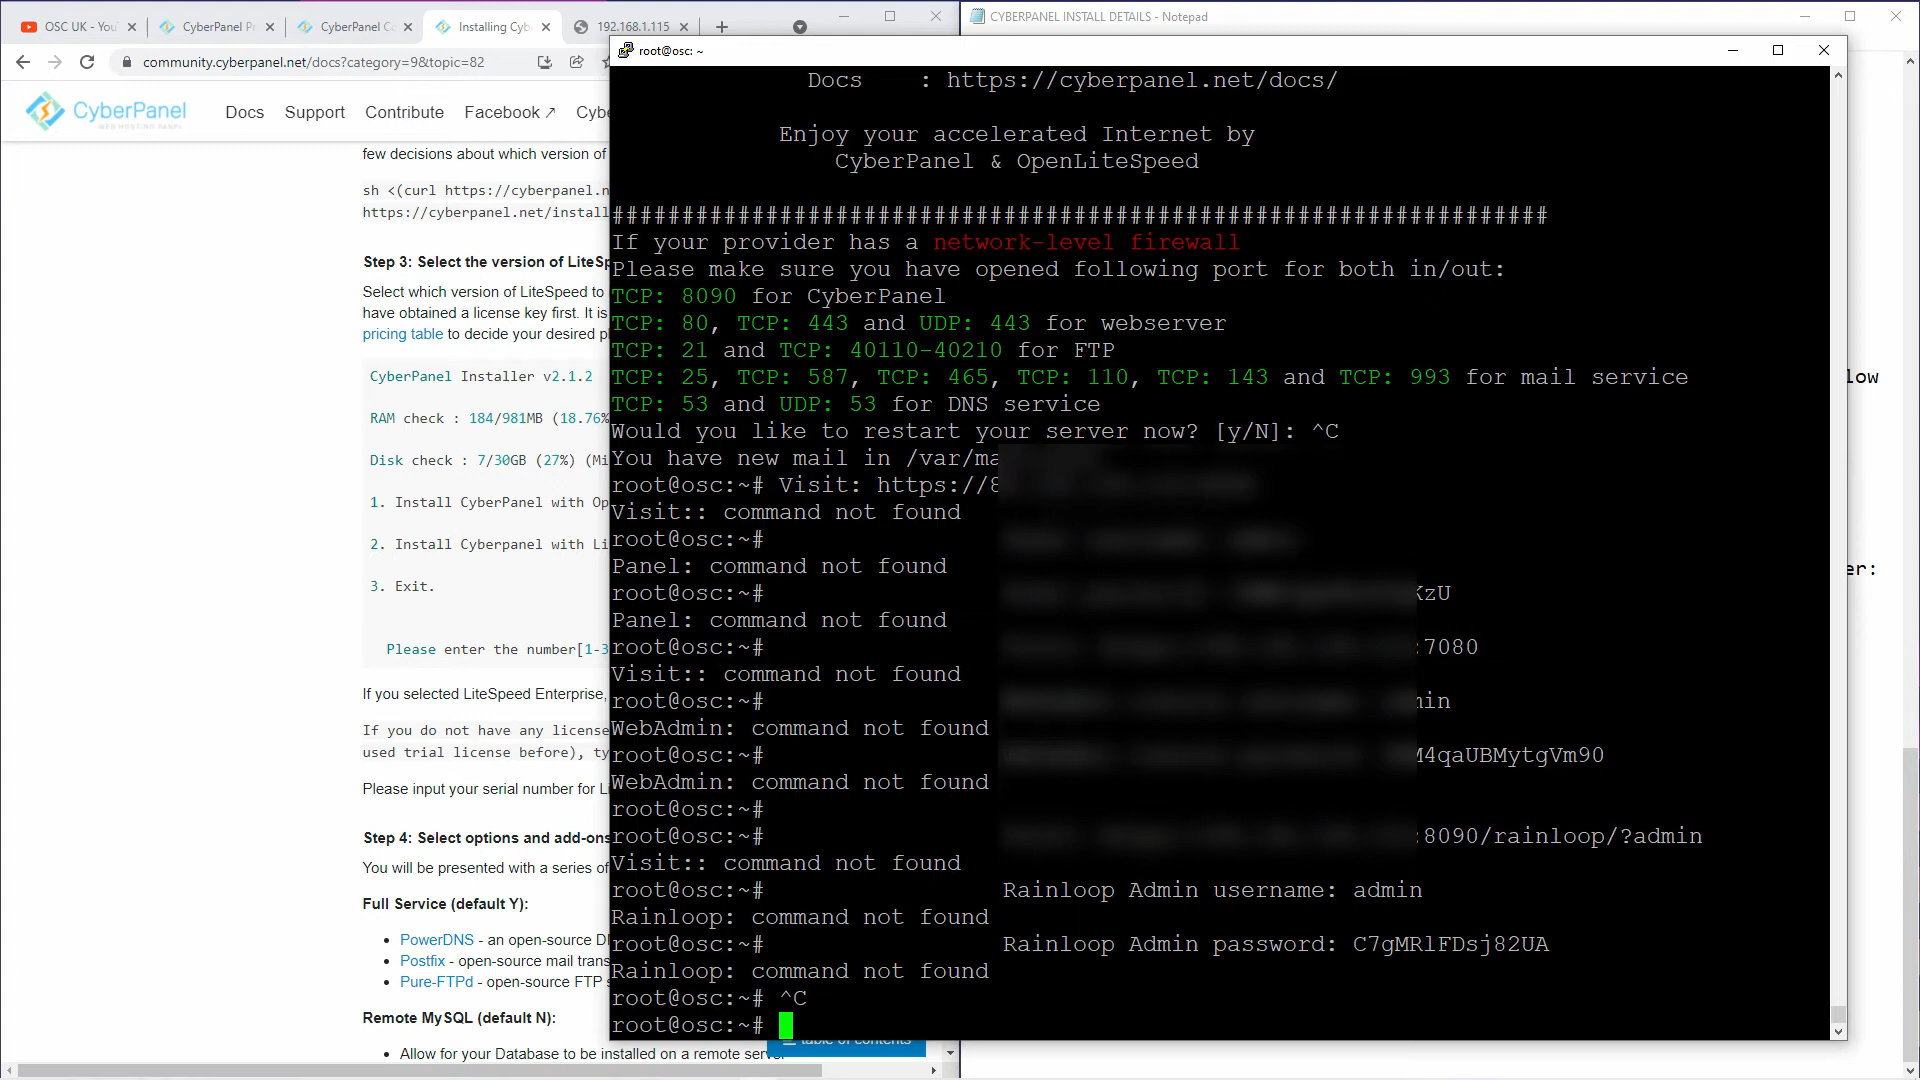 OSC UK - You
CyberPanel P
CyberPanel C
Installing Cyb
192.168.1.115
CYBERPANEL INSTALL DETAILS - Notepad
community.cyberpanel.net/docs?category=9&topic=82
root@osc: ~
CyberPanel
WEB HOSTING PANEL
Docs
Support
Contribute
Facebook ↗
Cybe
few decisions about which version of
sh <(curl https://cyberpanel.n
https://cyberpanel.net/instal
Step 3: Select the version of LiteSp
Select which version of LiteSpeed to
have obtained a license key first. It is
pricing table to decide your desired p
CyberPanel Installer v2.1.2
RAM check : 184/981MB (18.76%
Disk check : 7/30GB (27%) (Mi
1. Install CyberPanel with Op
2. Install Cyberpanel with Li
3. Exit.
Please enter the number[1-3
If you selected LiteSpeed Enterprise,
If you do not have any license
used trial license before), ty
Please input your serial number for Li
Step 4: Select options and add-ons
You will be presented with a series of
Full Service (default Y):
• PowerDNS - an open-source D
• Postfix - open-source mail trans
• Pure-FTPd - open-source FTP s
Remote MySQL (default N):
• Allow for your Database to be installed on a remote server
table of contents
Docs : https://cyberpanel.net/docs/
Enjoy your accelerated Internet by
CyberPanel & OpenLiteSpeed
###################################################################
If your provider has a network-level firewall
Please make sure you have opened following port for both in/out:
TCP: 8090 for CyberPanel
TCP: 80, TCP: 443 and UDP: 443 for webserver
TCP: 21 and TCP: 40110-40210 for FTP
TCP: 25, TCP: 587, TCP: 465, TCP: 110, TCP: 143 and TCP: 993 for mail service
TCP: 53 and UDP: 53 for DNS service
Would you like to restart your server now? [y/N]: ^C
You have new mail in /var/ma
root@osc:~# Visit: https://8
Visit:: command not found
root@osc:~#
Panel: command not found
root@osc:~# KzU
Panel: command not found
root@osc:~# :7080
Visit:: command not found
root@osc:~# min
WebAdmin: command not found
root@osc:~# M4qaUBMytgVm90
WebAdmin: command not found
root@osc:~#
root@osc:~# :8090/rainloop/?admin
Visit:: command not found
root@osc:~# Rainloop Admin username: admin
Rainloop: command not found
root@osc:~# Rainloop Admin password: C7gMRlFDsj82UA
Rainloop: command not found
root@osc:~# ^C
root@osc:~#
low
er: